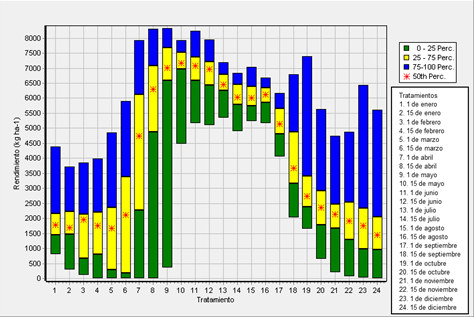 Rendimiento (kg ha-1)
8000
7500
7000
6500
6000
5500
5000
4500
4000
3500
3000
2500
2000
1500
1000
500
0
1 2 3 4 5 6 7 8 9 10 11 12 13 14 15 16 17 18 19 20 21 22 23 24
Tratamiento
0 - 25 Perc.
25 - 75 Perc.
75-100 Perc.
50th Perc.
Tratamientos
1. 1 de enero
2. 15 de enero
3. 1 de febrero
4. 15 de febrero
5. 1 de marzo
6. 15 de marzo
7. 1 de abril
8. 15 de abril
9. 1 de mayo
10. 15 de mayo
11. 1 de junio
12. 15 de junio
13. 1 de julio
14. 15 de julio
15. 1 de agosto
16. 15 de agosto
17. 1 de septiembre
18. 15 de septiembre
19. 1 de octubre
20. 15 de octubre
21. 1 de noviembre
22. 15 de noviembre
23. 1 de diciembre
24. 15 de diciembre